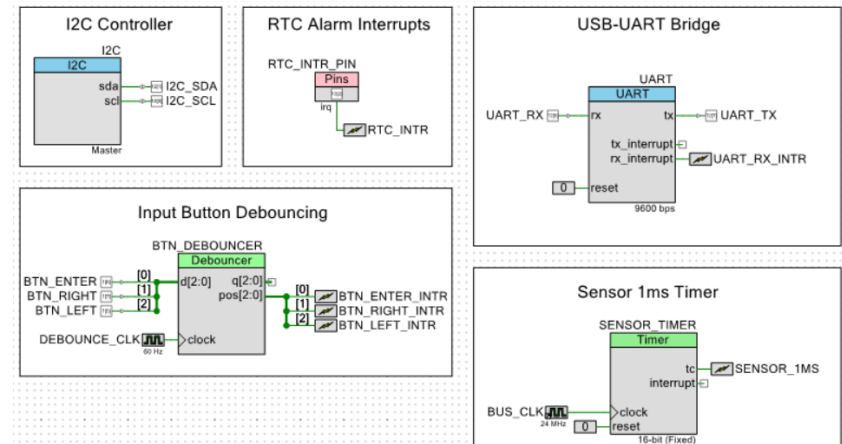 I2C Controller
I2C
I2C
sda
I2C_SDA
scl
I2C_SCL
Master
RTC Alarm Interrupts
RTC_INTR_PIN
Pins
irq
RTC_INTR
USB-UART Bridge
UART
UART
UART_RX
rx
tx
UART_TX
tx_interrupt
rx_interrupt
UART_RX_INTR
0
reset
9600 bps
Input Button Debouncing
BTN_DEBOUNCER
Debouncer
BTN_ENTER
[0]
d[2:0]
q[2:0]
BTN_RIGHT
[1]
pos[2:0]
[0]
BTN_ENTER_INTR
BTN_LEFT
[2]
[1]
BTN_RIGHT_INTR
[2]
BTN_LEFT_INTR
DEBOUNCE_CLK
clock
60 Hz
Sensor 1ms Timer
SENSOR_TIMER
Timer
tc
SENSOR_1MS
interrupt
BUS_CLK
clock
24 MHz
0
reset
16-bit (Fixed)